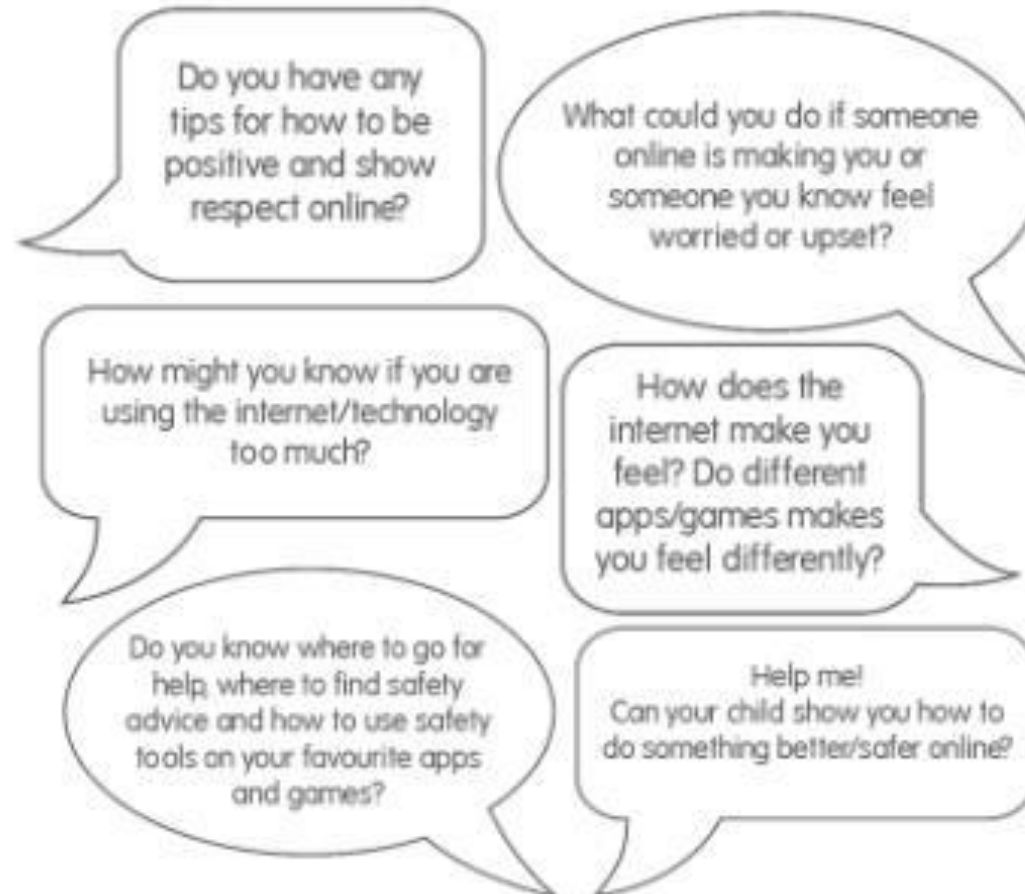 Do you have any
tips for how to be
positive and show
respect online?
What could you do if someone
online is making you or
someone you know feel
worried or upset?
How might you know if you are
using the internet/technology
too much?
How does the
internet make you
feel? Do different
apps/games makes
you feel differently?
Do you know where to go for
help, where to find safety
advice and how to use safety
tools on your favourite apps
and games?
Help me!
Can your child show you how to
do something better/safer online?